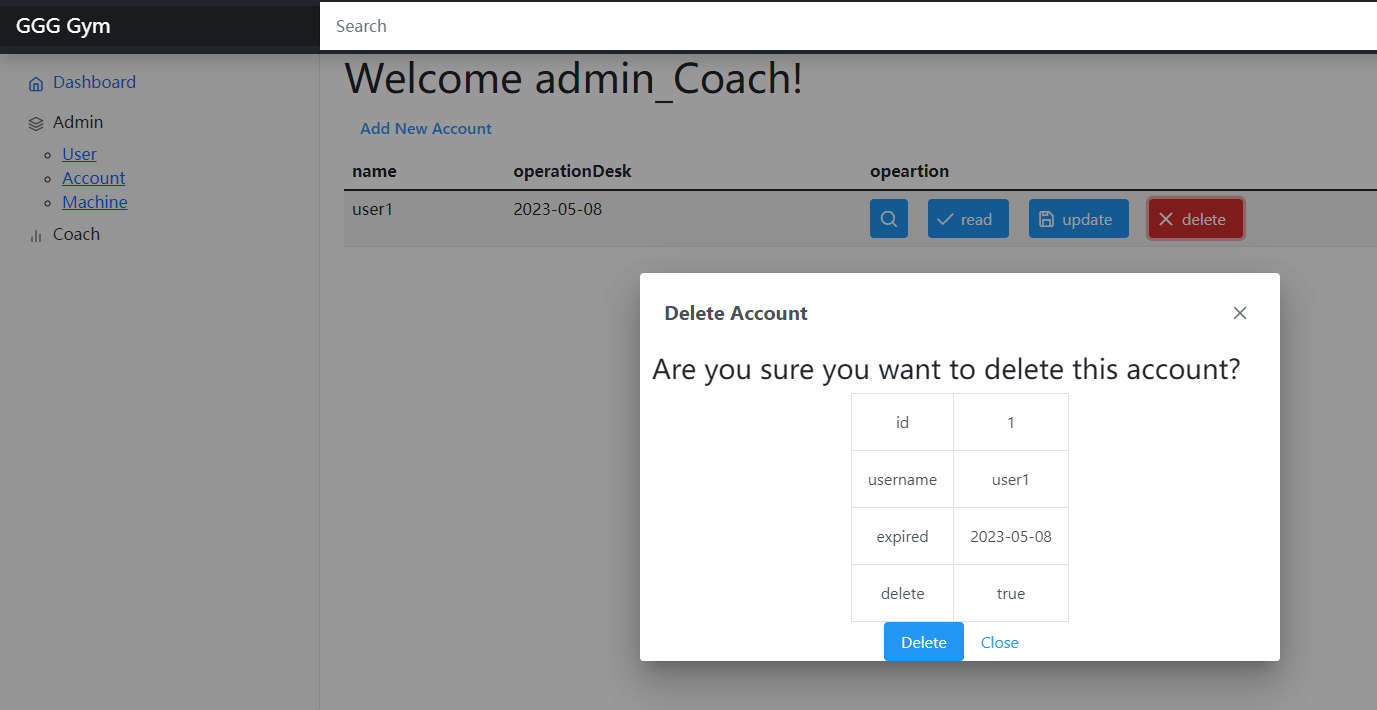 GGG Gym
Search
Dashboard
Admin
User
Account
Machine
Coach
Welcome admin_Coach!
Add New Account
name operationDesk opeartion
user1 2023-05-08 read update delete
Delete Account
Are you sure you want to delete this account?
id 1
username user1
expired 2023-05-08
delete true
Delete Close